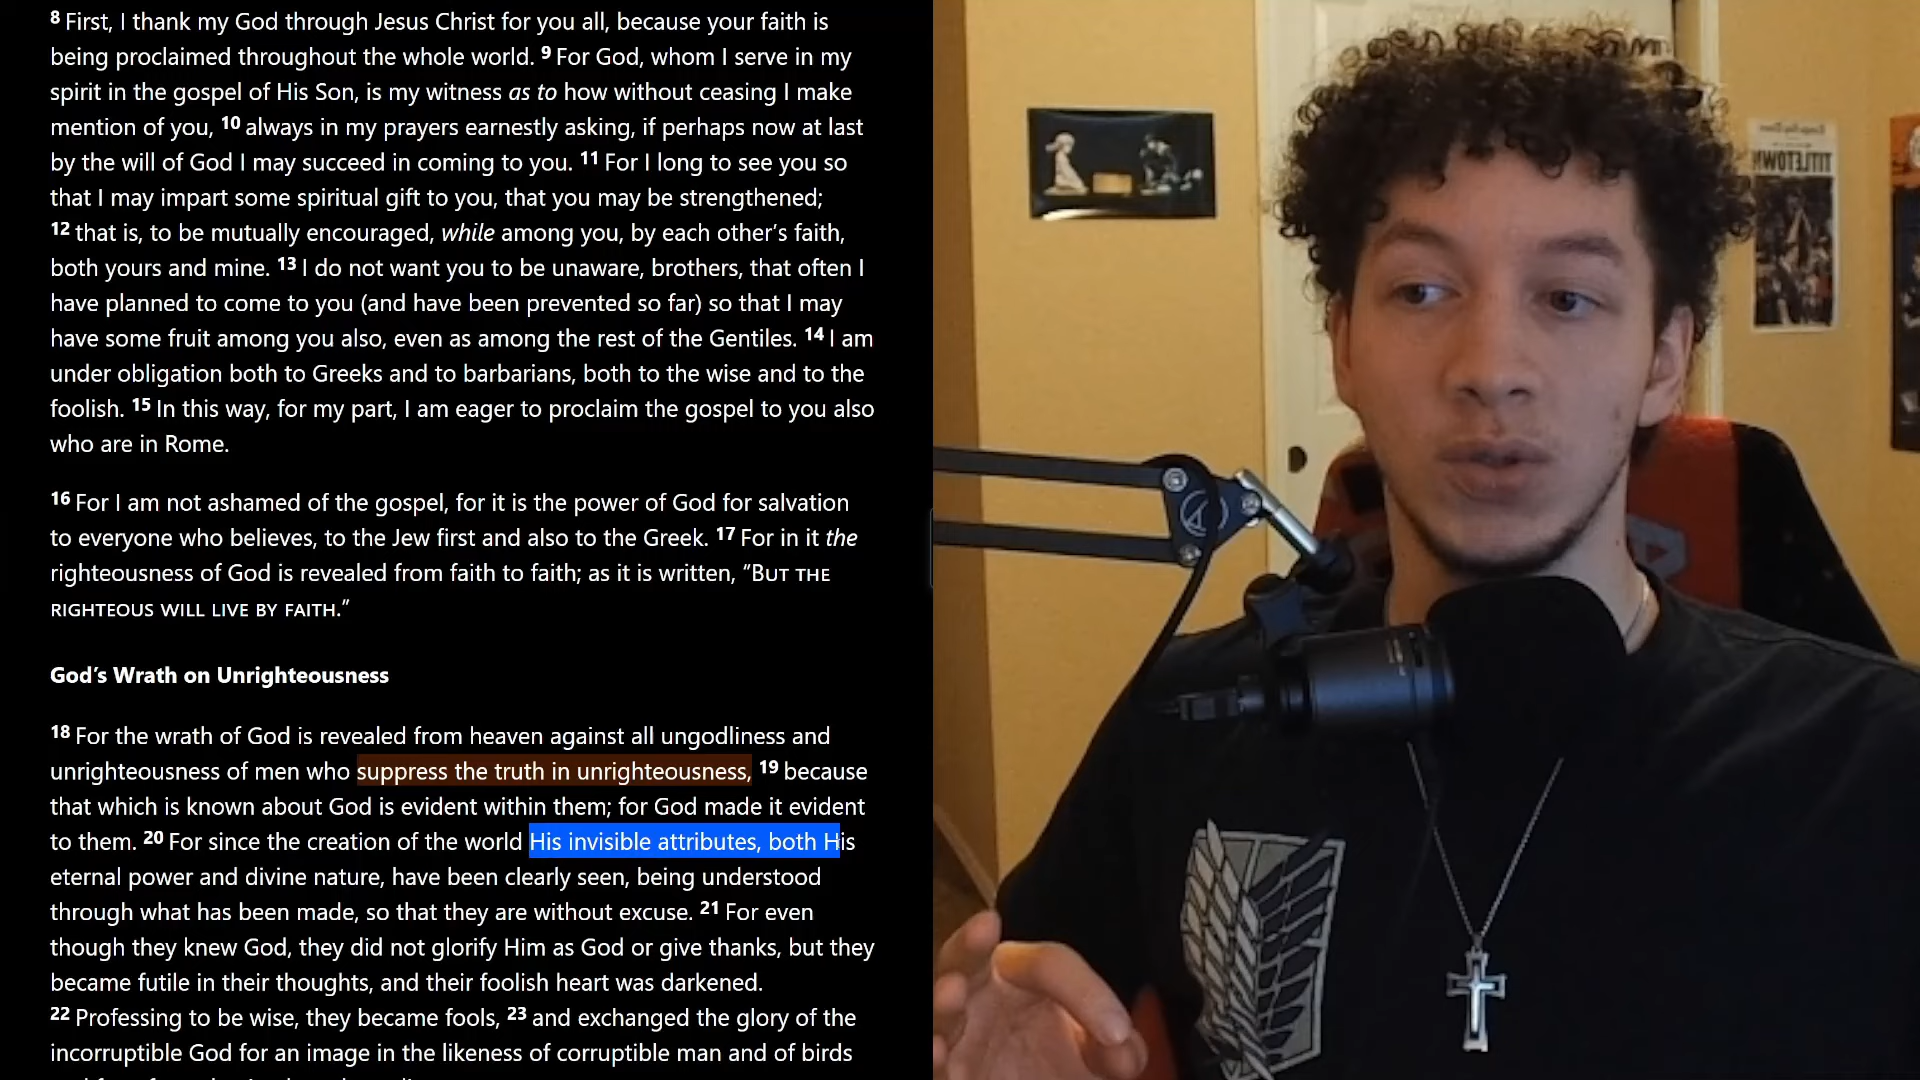 8 First, I thank my God through Jesus Christ for you all, because your faith is
being proclaimed throughout the whole world. 9 For God, whom I serve in my
spirit in the gospel of His Son, is my witness as to how without ceasing I make
mention of you, 10 always in my prayers earnestly asking, if perhaps now at last
by the will of God I may succeed in coming to you. 11 For I long to see you so
that I may impart some spiritual gift to you, that you may be strengthened;
12 that is, to be mutually encouraged, while among you, by each other’s faith,
both yours and mine. 13 I do not want you to be unaware, brothers, that often I
have planned to come to you (and have been prevented so far) so that I may
have some fruit among you also, even as among the rest of the Gentiles. 14 I am
under obligation both to Greeks and to barbarians, both to the wise and to the
foolish. 15 In this way, for my part, I am eager to proclaim the gospel to you also
who are in Rome.
16 For I am not ashamed of the gospel, for it is the power of God for salvation
to everyone who believes, to the Jew first and also to the Greek. 17 For in it the
righteousness of God is revealed from faith to faith; as it is written, “BUT THE
RIGHTEOUS WILL LIVE BY FAITH.”
God’s Wrath on Unrighteousness
18 For the wrath of God is revealed from heaven against all ungodliness and
unrighteousness of men who suppress the truth in unrighteousness, 19 because
that which is known about God is evident within them; for God made it evident
to them. 20 For since the creation of the world His invisible attributes, both His
eternal power and divine nature, have been clearly seen, being understood
through what has been made, so that they are without excuse. 21 For even
though they knew God, they did not glorify Him as God or give thanks, but they
became futile in their thoughts, and their foolish heart was darkened.
22 Professing to be wise, they became fools, 23 and exchanged the glory of the
incorruptible God for an image in the likeness of corruptible man and of birds
TITLETOWN